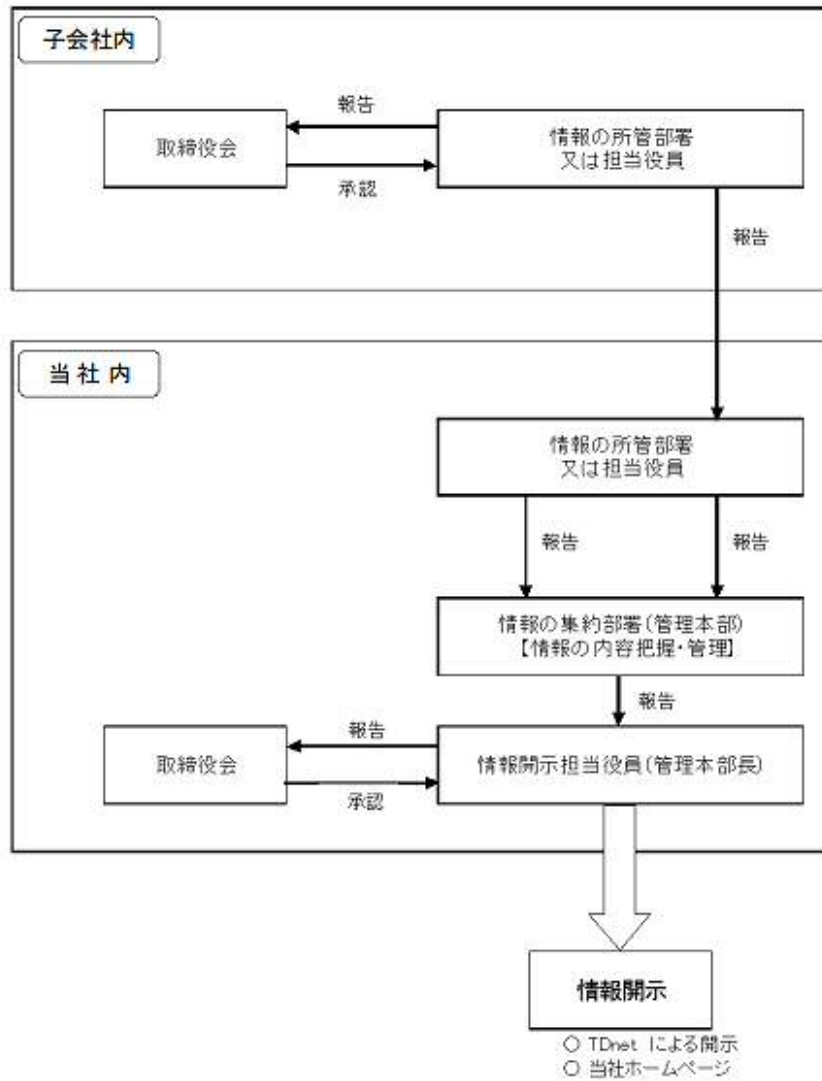 子会社内
報告
取締役会
情報の所管部署
又は担当役員
承認
報告
当社内
情報の所管部署
又は担当役員
報告
報告
情報の集約部署(管理本部)
【情報の内容把握・管理】
報告
報告
取締役会
情報開示担当役員(管理本部長)
承認
情報開示
○ TDnet による開示
○ 当社ホームページ